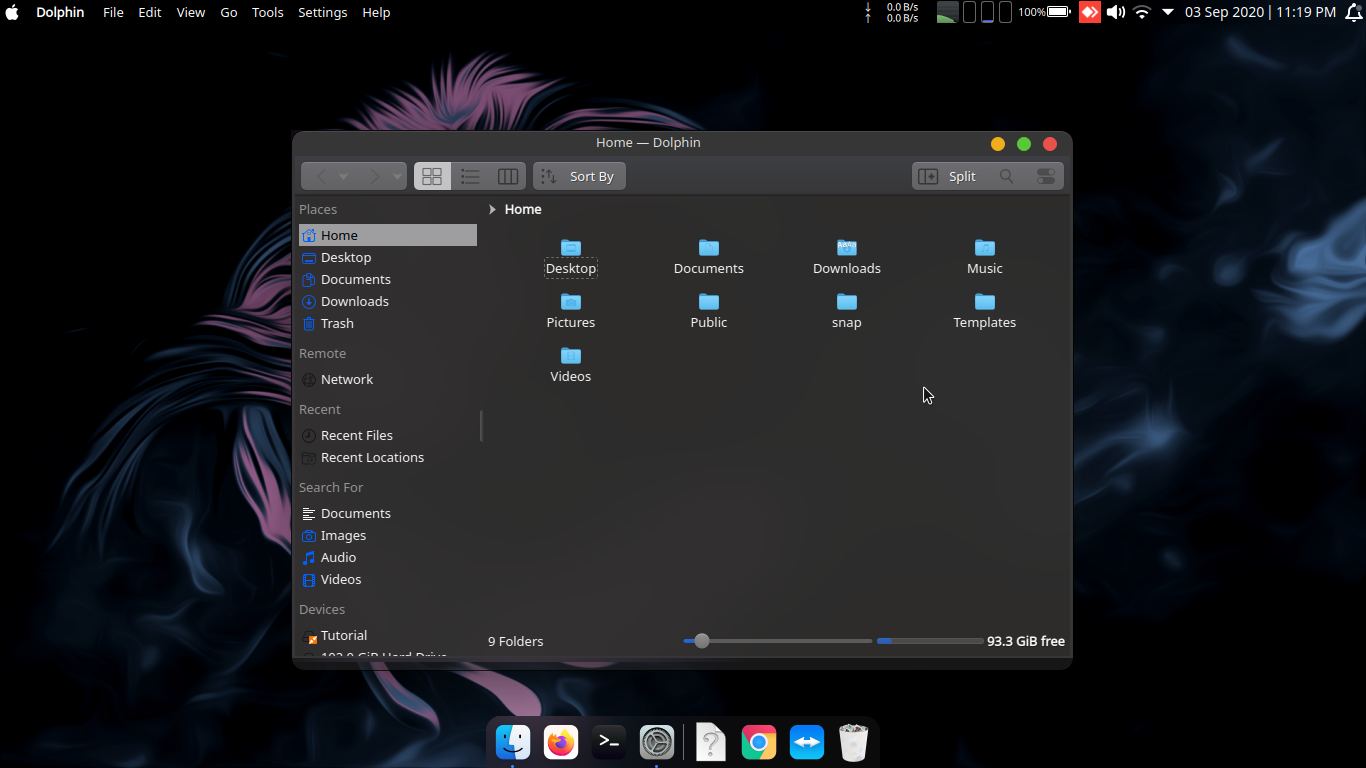 Dolphin File Edit View Go Tools Settings Help
0.0 B/s
0.0 B/s
100%
03 Sep 2020 | 11:19 PM
Home — Dolphin
Sort By
Split
Places
Home
Desktop
Documents
Downloads
Trash
Remote
Network
Recent
Recent Files
Recent Locations
Search For
Documents
Images
Audio
Videos
Devices
Tutorial
GiB Hard Drive
Home
Desktop Documents Downloads Music
Pictures Public snap Templates
Videos
9 Folders
93.3 GiB free